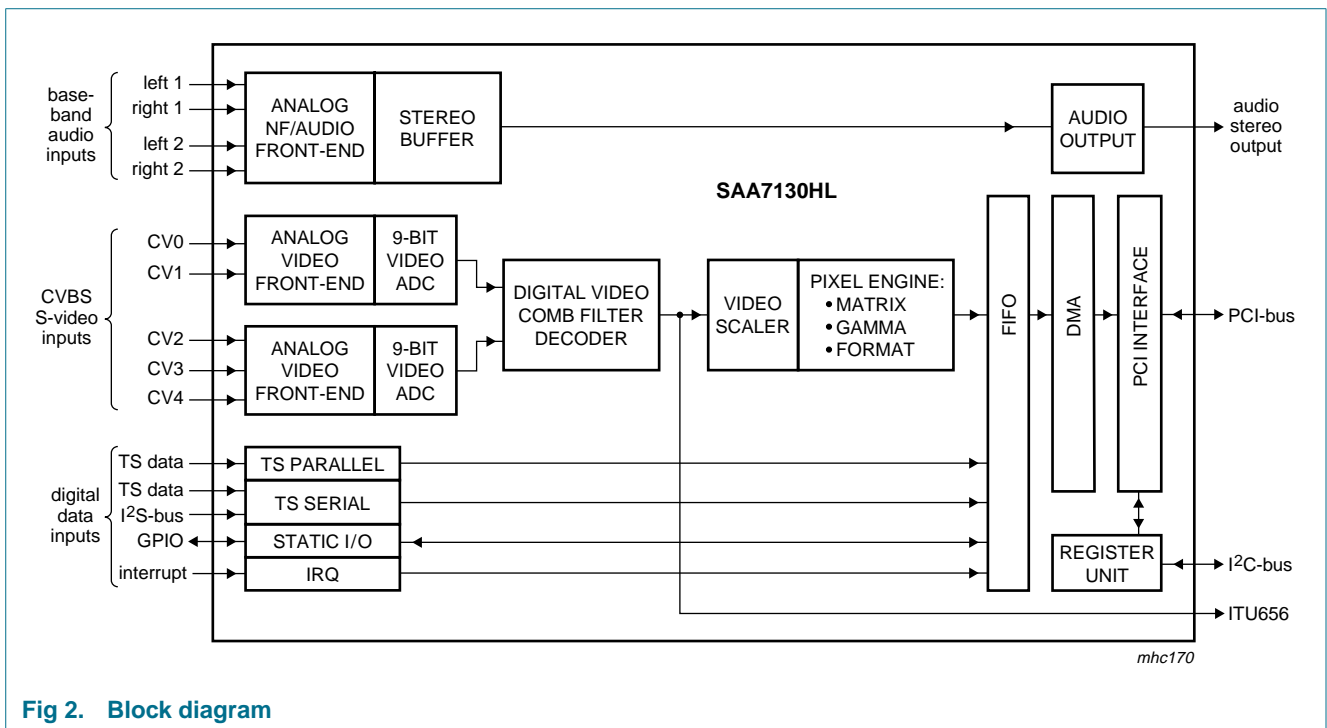 base-
band
audio
inputs
left 1
right 1
left 2
right 2
ANALOG
NF/AUDIO
FRONT-END
STEREO
BUFFER
AUDIO
OUTPUT
audio
stereo
output
SAA7130HL
CVBS
S-video
inputs
CV0
CV1
CV2
CV3
CV4
ANALOG
VIDEO
FRONT-END
9-BIT
VIDEO
ADC
ANALOG
VIDEO
FRONT-END
9-BIT
VIDEO
ADC
DIGITAL VIDEO
COMB FILTER
DECODER
VIDEO
SCALER
PIXEL ENGINE:
• MATRIX
• GAMMA
• FORMAT
FIFO
DMA
PCI INTERFACE
PCI-bus
digital
data
inputs
TS data
TS data
I²S-bus
GPIO
interrupt
TS PARALLEL
TS SERIAL
STATIC I/O
IRQ
REGISTER
UNIT
I²C-bus
ITU656
mhc170
Fig 2. Block diagram